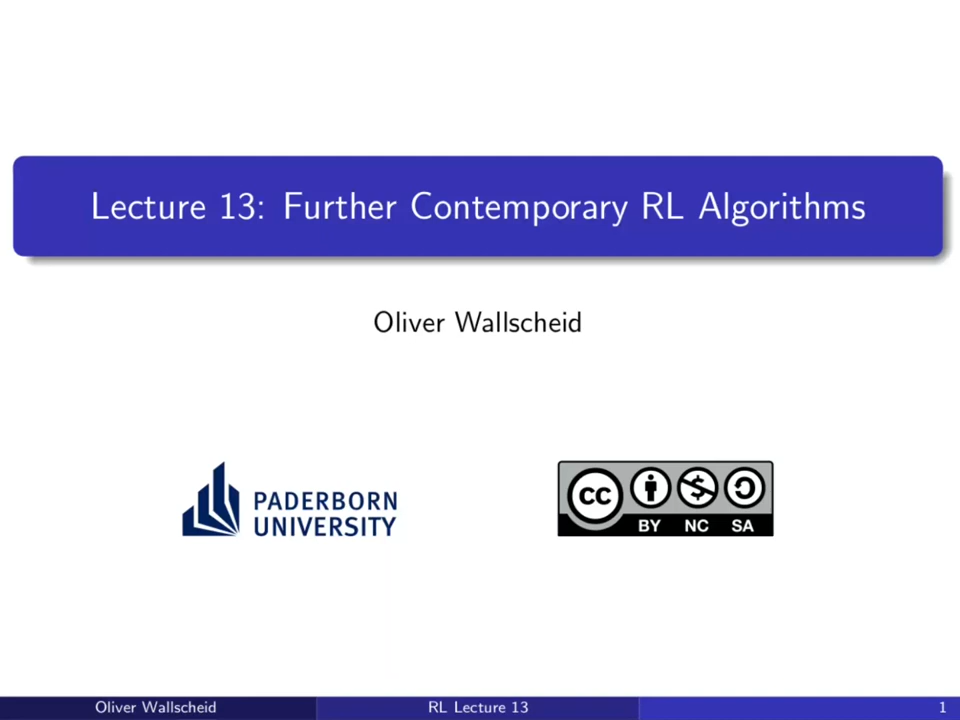 Lecture 13: Further Contemporary RL Algorithms
Oliver Wallscheid
PADERBORN
UNIVERSITY
cc
BY NC SA
Oliver Wallscheid RL Lecture 13 1